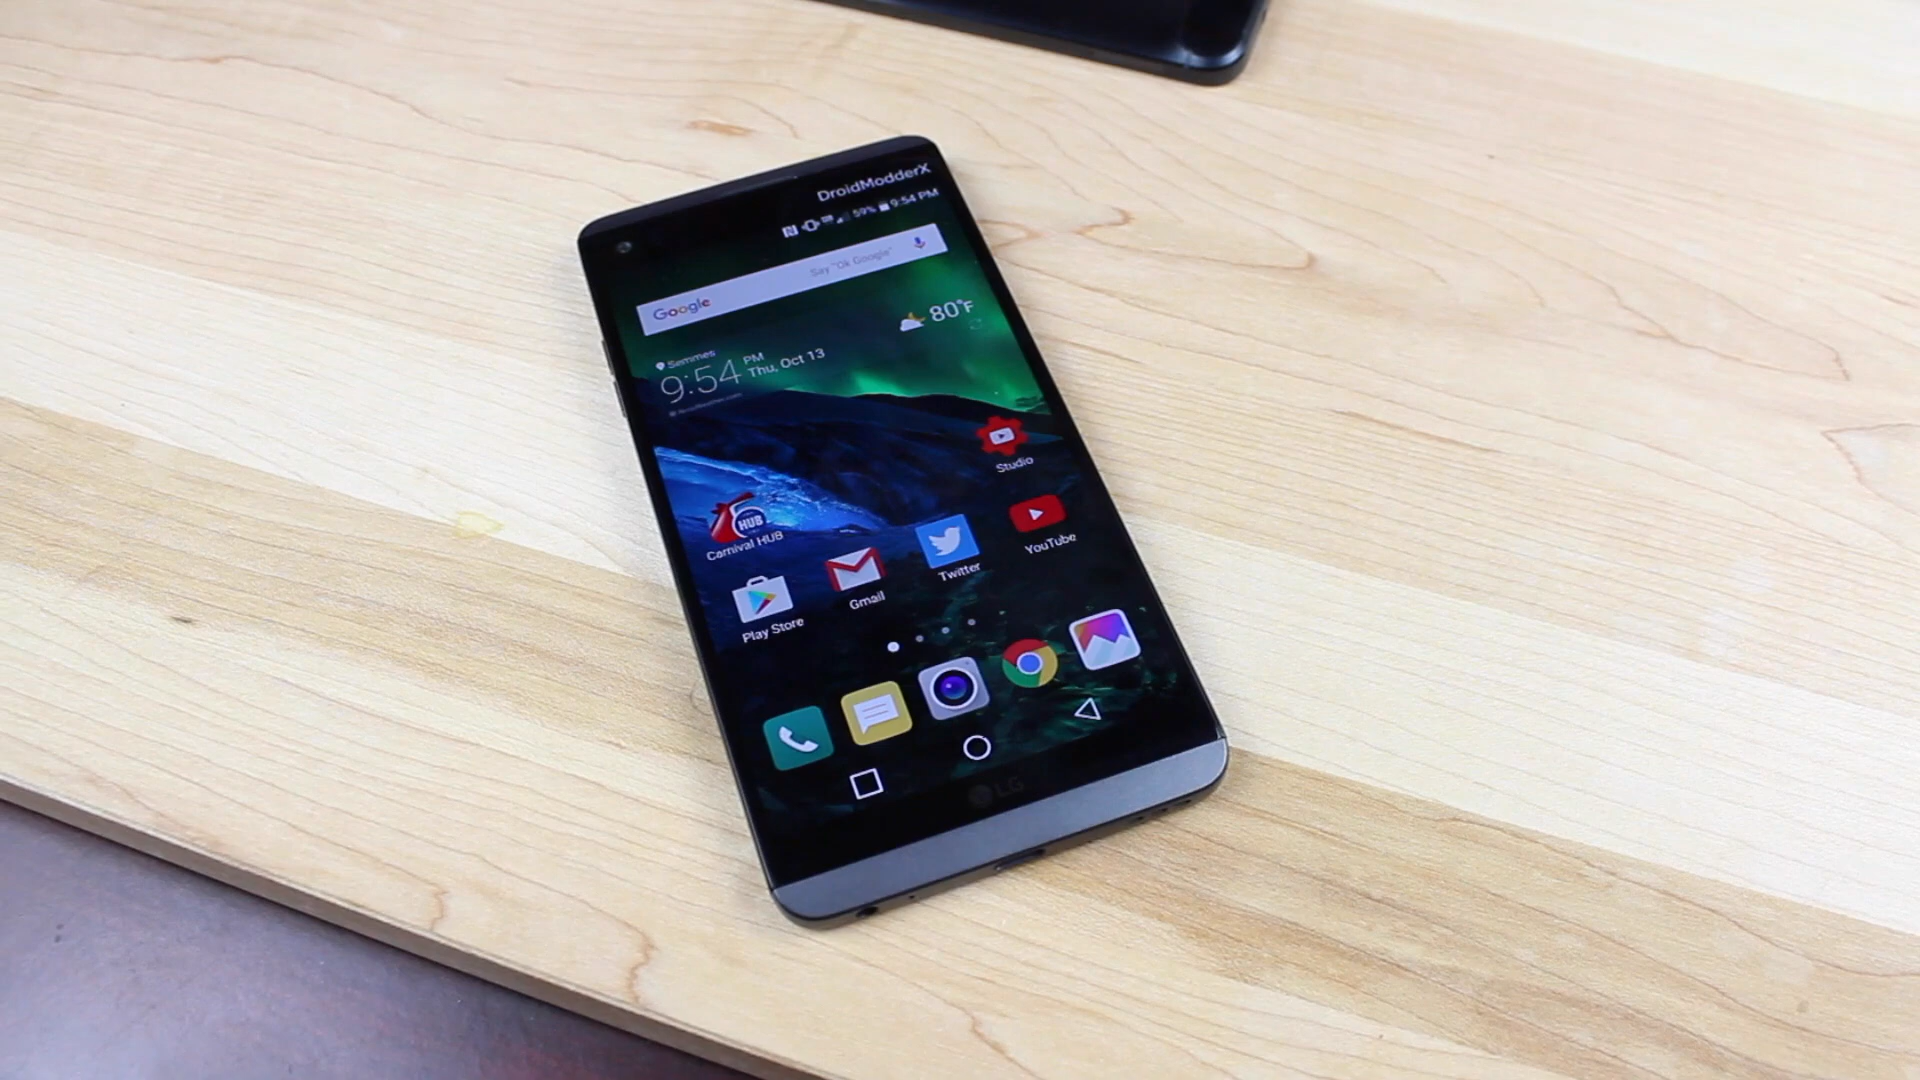 DroidModderX
59% 9:54 PM
Google
Say "Ok Google"
80°F
Semmes
9:54 PM
Thu, Oct 13
Studio
HUB
Carnival HUB
Play Store
Gmail
Twitter
YouTube
LG